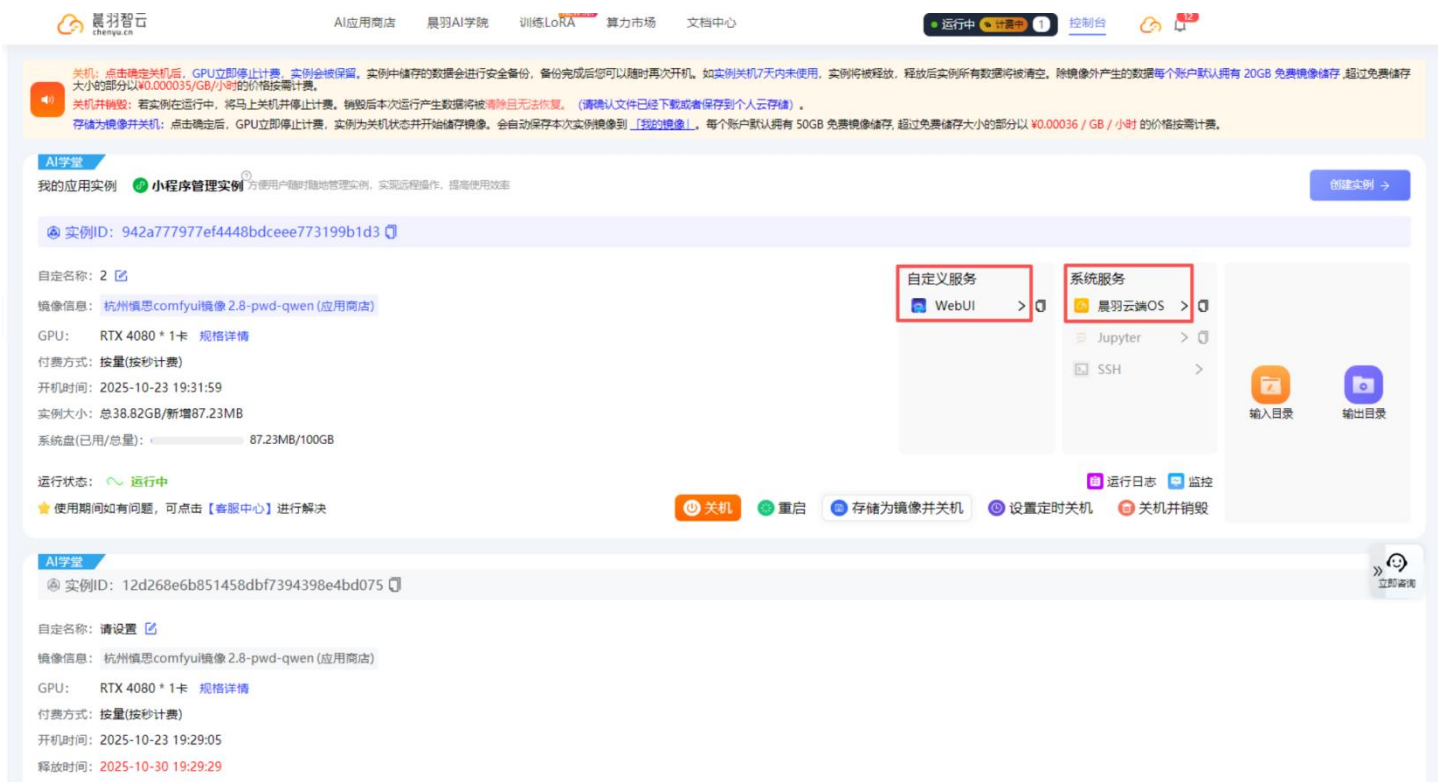 晨羽智云
chenyu.cn
AI应用商店 晨羽AI学院 训练LoRA 算力市场 文档中心
运行中 计费中 1 控制台 12
关机：点击确定关机后，GPU立即停止计费，实例会被保留。实例中储存的数据会进行安全备份，备份完成后您可以随时再次开机。如实例关机7天内未使用，实例将被释放，释放后实例所有数据将被清空。除镜像外产生的数据每个账户默认拥有 20GB 免费镜像储存 ,超过免费储存
大小的部分以¥0.000035/GB/小时的价格按需计费。
关机并销毁：若实例在运行中，将马上关机并停止计费。销毁后本次运行产生数据将被清除且无法恢复。（请确认文件已经下载或者保存到个人云存储）。
存储为镜像并关机：点击确定后，GPU立即停止计费，实例为关机状态并开始储存镜像。会自动保存本次实例镜像到「我的镜像」。每个账户默认拥有 50GB 免费镜像储存, 超过免费储存大小的部分以 ¥0.00036 / GB / 小时 的价格按需计费。
AI学堂
我的应用实例 小程序管理实例 方便用户随时随地管理实例，实现远程操作，提高使用效率
创建实例 →
实例ID： 942a777977ef4448bdceee773199b1d3
自定名称：2
镜像信息： 杭州慎思comfyui镜像 2.8-pwd-qwen (应用商店)
GPU： RTX 4080 * 1卡 规格详情
付费方式：按量(按秒计费)
开机时间：2025-10-23 19:31:59
实例大小：总38.82GB/新增87.23MB
系统盘(已用/总量)： 87.23MB/100GB
自定义服务
WebUI
系统服务
晨羽云端OS
Jupyter
SSH
输入目录 输出目录
运行状态： 运行中
运行日志 监控
使用期间如有问题，可点击【客服中心】进行解决
关机 重启 存储为镜像并关机 设置定时关机 关机并销毁
AI学堂
实例ID： 12d268e6b851458dbf7394398e4bd075
立即咨询
自定名称：请设置
镜像信息： 杭州慎思comfyui镜像 2.8-pwd-qwen (应用商店)
GPU： RTX 4080 * 1卡 规格详情
付费方式：按量(按秒计费)
开机时间：2025-10-23 19:29:05
释放时间：2025-10-30 19:29:29